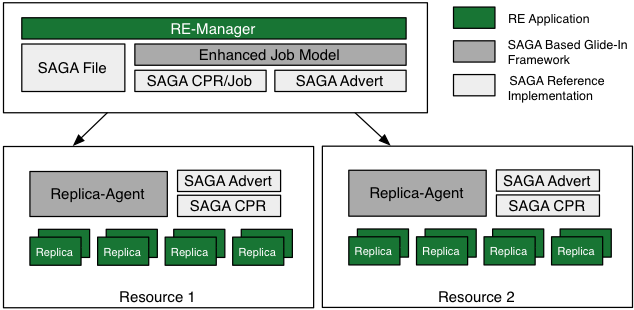 RE-Manager
SAGA File
Enhanced Job Model
SAGA CPR/Job
SAGA Advert
RE Application
SAGA Based Glide-In
Framework
SAGA Reference
Implementation
Replica-Agent
SAGA Advert
SAGA CPR
Replica
Replica
Replica
Replica
Resource 1
Replica-Agent
SAGA Advert
SAGA CPR
Replica
Replica
Replica
Replica
Resource 2